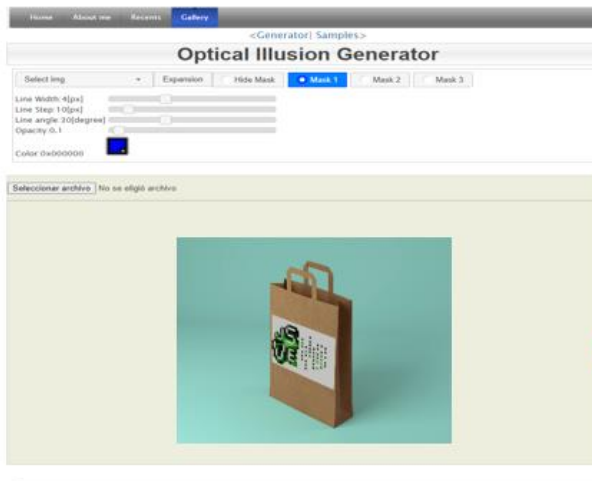 Home About me Recents Gallery
<Generator| Samples>
Optical Illusion Generator
Select img Expansion Hide Mask Mask 1 Mask 2 Mask 3
Line Width:4[px]
Line Step:10[px]
Line angle:30[degree]
Opacity:0.1
Color:0x000000
Seleccionar archivo No se eligió archivo